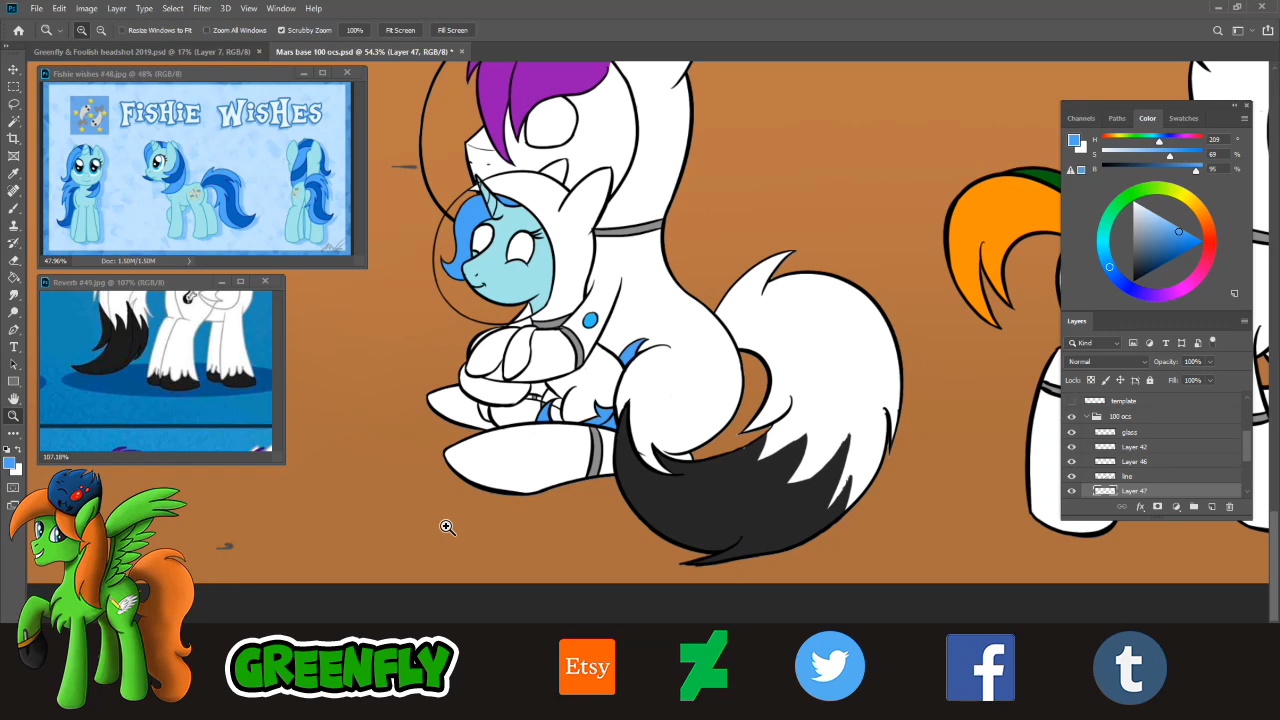 File Edit Image Layer Type Select Filter 3D View Window Help
Resize Windows to Fit Zoom All Windows Scrubby Zoom 100% Fit Screen Fill Screen
Greenfly & Foolish headshot 2019.psd @ 17% (Layer 7, RGB/8) × Mars base 100 ocs.psd @ 54.3% (Layer 47, RGB/8) * ×
Fishie wishes #48.jpg @ 48% (RGB/8)
FiSHiE WiSHES
47.96% Doc: 1.50M/1.50M
Reverb #49.jpg @ 107% (RGB/8)
107.18%
Channels Paths Color Swatches
H 209 °
S 69 %
B 95 %
Layers
Kind
Normal Opacity: 100%
Lock: Fill: 100%
template
100 ocs
glass
Layer 42
Layer 46
line
Layer 47
GREENFLY
Etsy
f
t